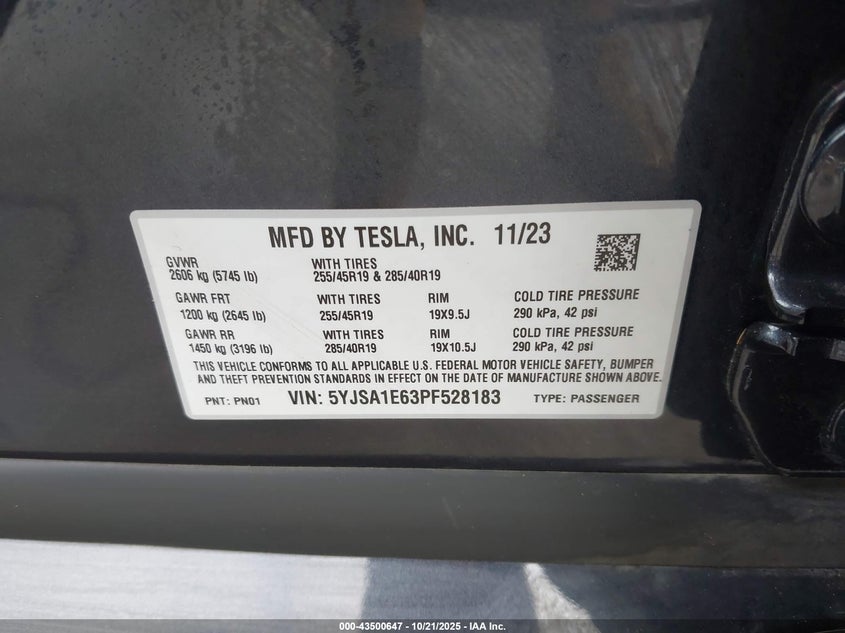 MFD BY TESLA, INC. 11/23
GVWR
2606 kg (5745 lb)
WITH TIRES
255/45R19 & 285/40R19
GAWR FRT WITH TIRES RIM COLD TIRE PRESSURE
1200 kg (2645 lb) 255/45R19 19X9.5J 290 kPa, 42 psi
GAWR RR WITH TIRES RIM COLD TIRE PRESSURE
1450 kg (3196 lb) 285/40R19 19X10.5J 290 kPa, 42 psi
THIS VEHICLE CONFORMS TO ALL APPLICABLE U.S. FEDERAL MOTOR VEHICLE SAFETY, BUMPER
AND THEFT PREVENTION STANDARDS IN EFFECT ON THE DATE OF MANUFACTURE SHOWN ABOVE.
PNT: PN01 VIN: 5YJSA1E63PF528183 TYPE: PASSENGER
000-43500647 - 10/21/2025 - IAA Inc.